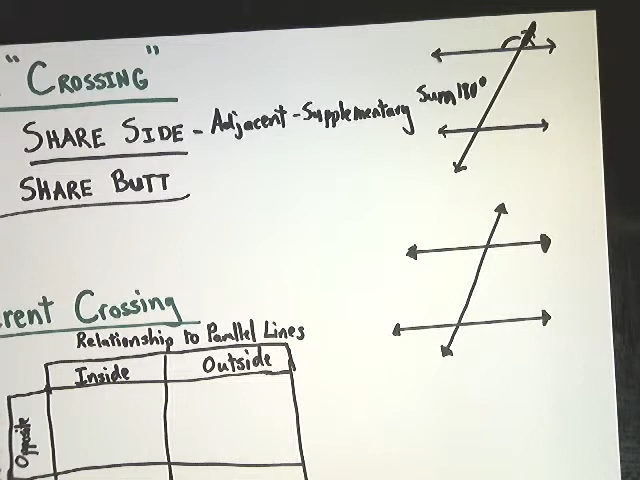 "CROSSING"
SHARE SIDE - Adjacent - Supplementary Sum 180°
SHARE BUTT
rent Crossing
Relationship to Parallel Lines
Inside Outside
Opposite